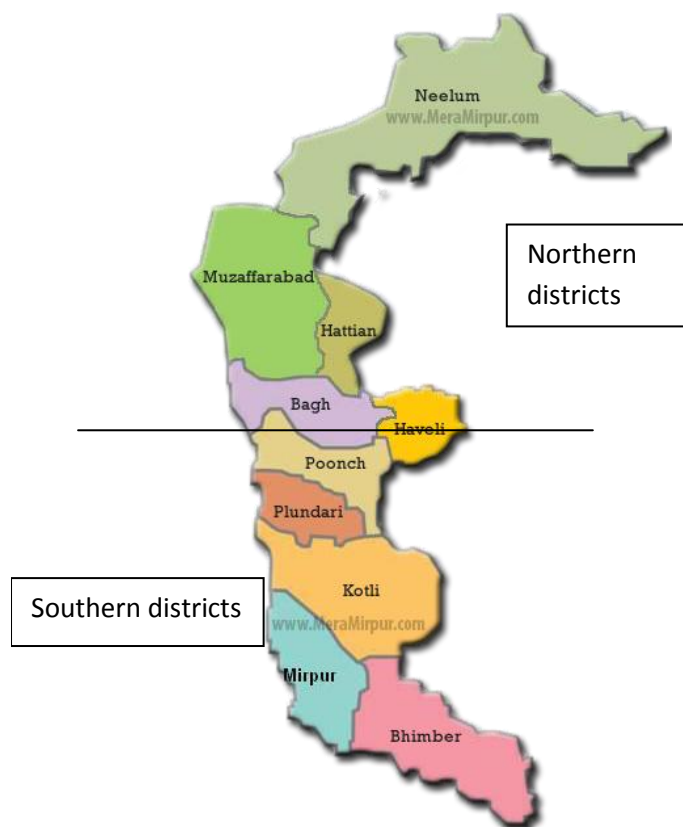 Neelum
www.MeraMirpur.com
Northern
districts
Muzaffarabad
Hattian
Bagh
Haveli
Poonch
Plundari
Kotli
Southern districts
www.MeraMirpur.com
Mirpur
Bhimber